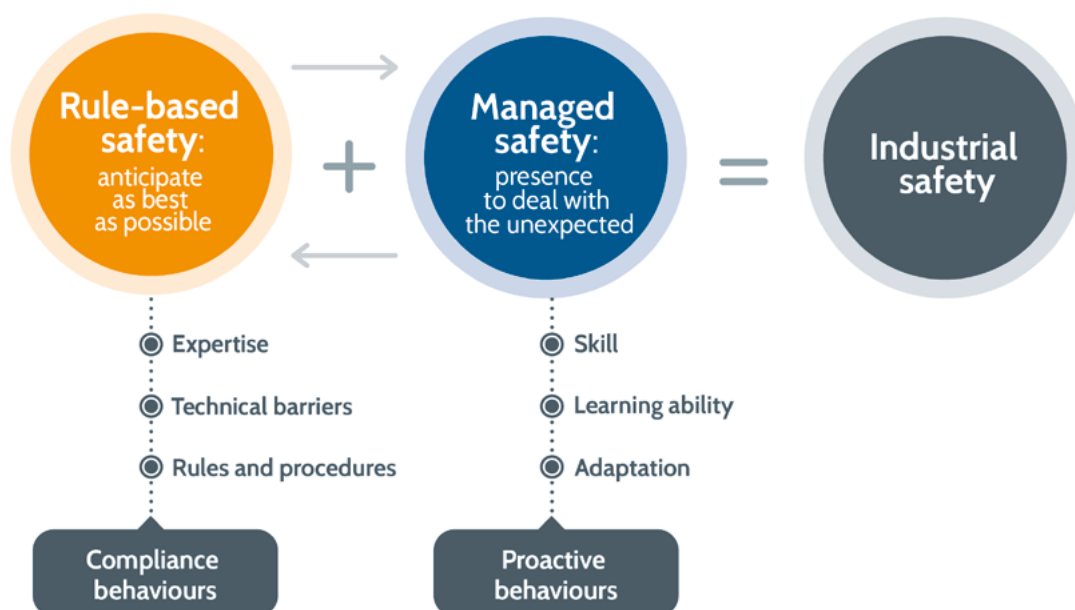 Rule-based
safety:
anticipate
as best
as possible
+
Managed
safety:
presence
to deal with
the unexpected
=
Industrial
safety
Expertise
Technical barriers
Rules and procedures
Compliance
behaviours
Skill
Learning ability
Adaptation
Proactive
behaviours